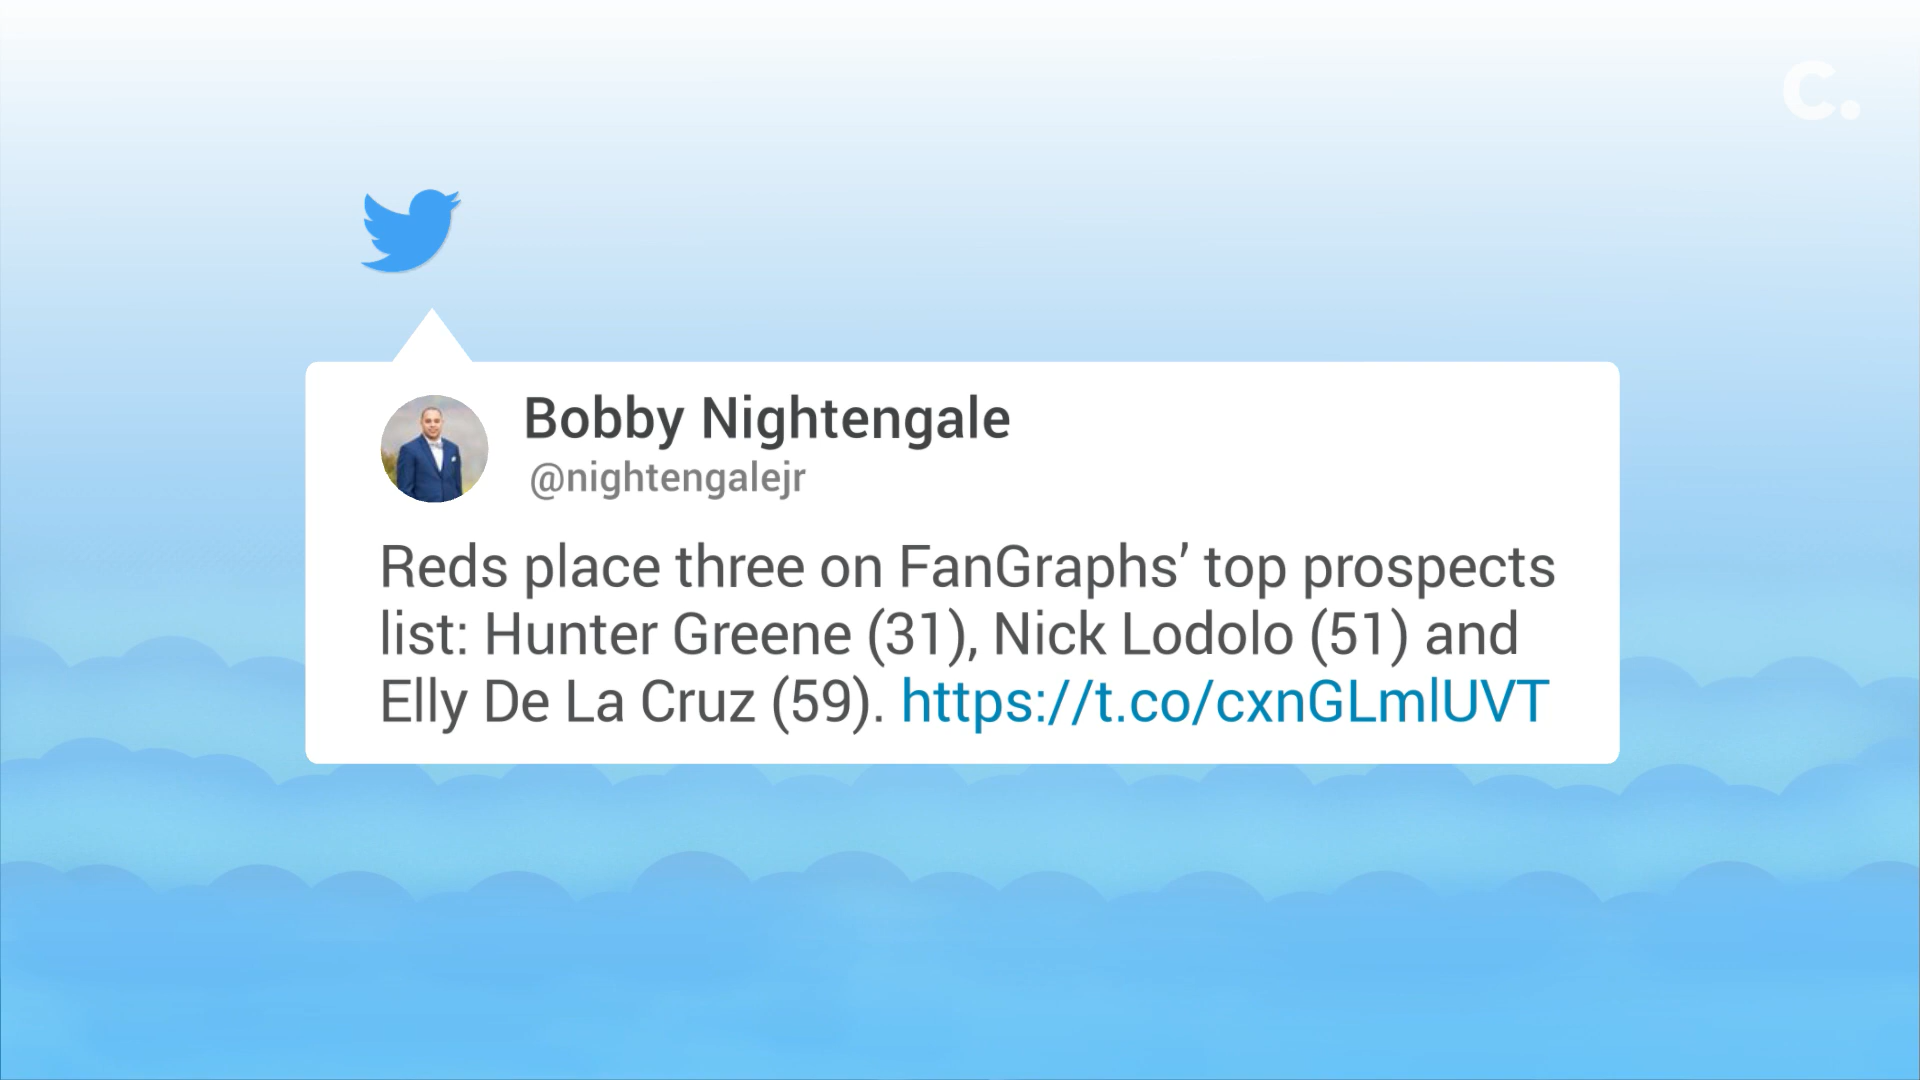 C.
Bobby Nightengale
@nightengalejr
Reds place three on FanGraphs’ top prospects
list: Hunter Greene (31), Nick Lodolo (51) and
Elly De La Cruz (59). https://t.co/cxnGLmlUVT